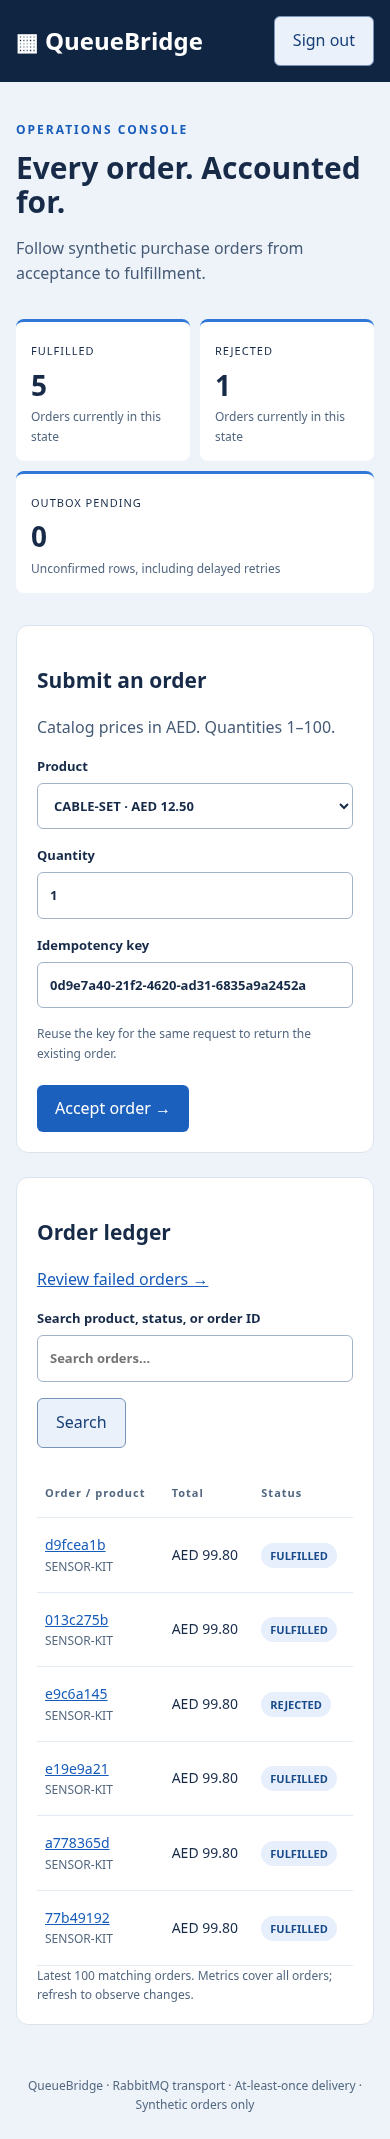 ▦ QueueBridge
Sign out
OPERATIONS CONSOLE
Every order. Accounted
for.
Follow synthetic purchase orders from
acceptance to fulfillment.
FULFILLED
5
Orders currently in this
state
REJECTED
1
Orders currently in this
state
OUTBOX PENDING
0
Unconfirmed rows, including delayed retries
Submit an order
Catalog prices in AED. Quantities 1–100.
Product
CABLE-SET · AED 12.50
Quantity
1
Idempotency key
0d9e7a40-21f2-4620-ad31-6835a9a2452a
Reuse the key for the same request to return the
existing order.
Accept order →
Order ledger
Review failed orders →
Search product, status, or order ID
Search orders...
Search
Order / product Total Status
d9fcea1b
SENSOR-KIT
AED 99.80 FULFILLED
013c275b
SENSOR-KIT
AED 99.80 FULFILLED
e9c6a145
SENSOR-KIT
AED 99.80 REJECTED
e19e9a21
SENSOR-KIT
AED 99.80 FULFILLED
a778365d
SENSOR-KIT
AED 99.80 FULFILLED
77b49192
SENSOR-KIT
AED 99.80 FULFILLED
Latest 100 matching orders. Metrics cover all orders;
refresh to observe changes.
QueueBridge · RabbitMQ transport · At-least-once delivery ·
Synthetic orders only